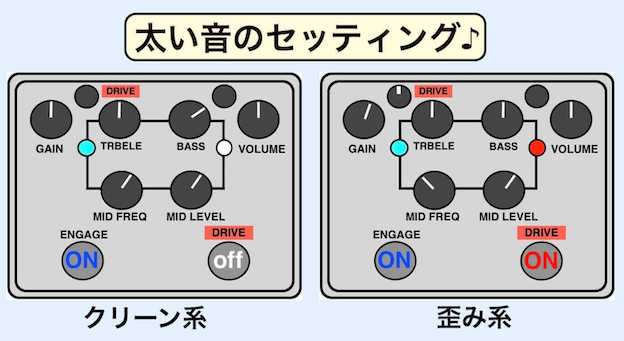 太い音のセッティング♪
DRIVE
GAIN
TRBELE
BASS
VOLUME
MID FREQ
MID LEVEL
ENGAGE
DRIVE
ON
off
クリーン系
DRIVE
GAIN
TRBELE
BASS
VOLUME
MID FREQ
MID LEVEL
ENGAGE
DRIVE
ON
ON
歪み系